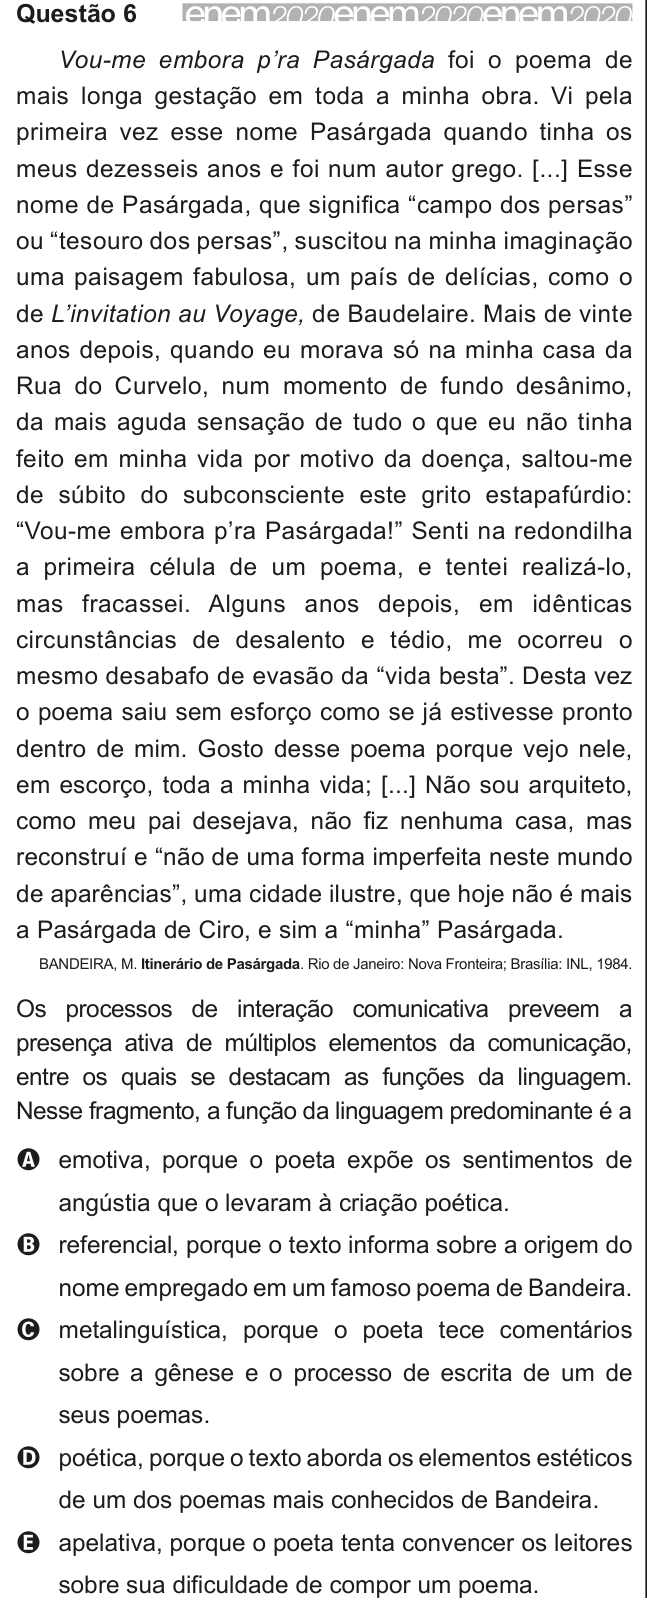 Questão 6 enem2020enem2020enem2020
Vou-me embora p’ra Pasárgada foi o poema de
mais longa gestação em toda a minha obra. Vi pela
primeira vez esse nome Pasárgada quando tinha os
meus dezesseis anos e foi num autor grego. [...] Esse
nome de Pasárgada, que significa “campo dos persas”
ou “tesouro dos persas”, suscitou na minha imaginação
uma paisagem fabulosa, um país de delícias, como o
de L’invitation au Voyage, de Baudelaire. Mais de vinte
anos depois, quando eu morava só na minha casa da
Rua do Curvelo, num momento de fundo desânimo,
da mais aguda sensação de tudo o que eu não tinha
feito em minha vida por motivo da doença, saltou-me
de súbito do subconsciente este grito estapafúrdio:
“Vou-me embora p’ra Pasárgada!” Senti na redondilha
a primeira célula de um poema, e tentei realizá-lo,
mas fracassei. Alguns anos depois, em idênticas
circunstâncias de desalento e tédio, me ocorreu o
mesmo desabafo de evasão da “vida besta”. Desta vez
o poema saiu sem esforço como se já estivesse pronto
dentro de mim. Gosto desse poema porque vejo nele,
em escorço, toda a minha vida; [...] Não sou arquiteto,
como meu pai desejava, não fiz nenhuma casa, mas
reconstruí e “não de uma forma imperfeita neste mundo
de aparências”, uma cidade ilustre, que hoje não é mais
a Pasárgada de Ciro, e sim a “minha” Pasárgada.
BANDEIRA, M. Itinerário de Pasárgada. Rio de Janeiro: Nova Fronteira; Brasília: INL, 1984.
Os processos de interação comunicativa preveem a
presença ativa de múltiplos elementos da comunicação,
entre os quais se destacam as funções da linguagem.
Nesse fragmento, a função da linguagem predominante é a
A emotiva, porque o poeta expõe os sentimentos de
angústia que o levaram à criação poética.
B referencial, porque o texto informa sobre a origem do
nome empregado em um famoso poema de Bandeira.
C metalinguística, porque o poeta tece comentários
sobre a gênese e o processo de escrita de um de
seus poemas.
D poética, porque o texto aborda os elementos estéticos
de um dos poemas mais conhecidos de Bandeira.
E apelativa, porque o poeta tenta convencer os leitores
sobre sua dificuldade de compor um poema.